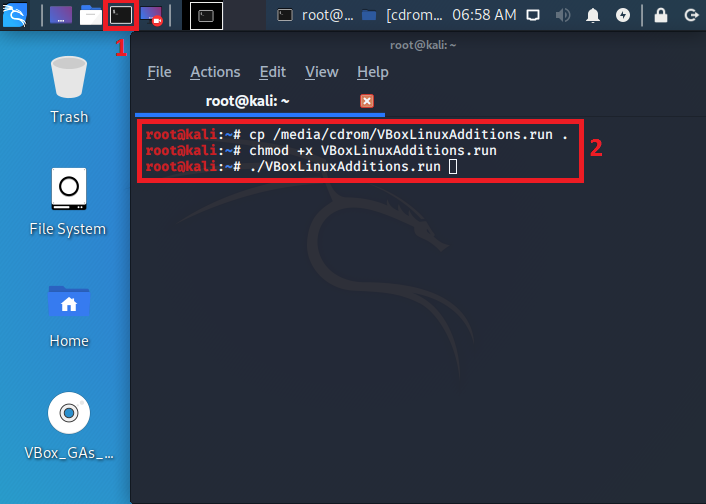 root@... [cdrom... 06:58 AM
1
root@kali: ~
File Actions Edit View Help
root@kali: ~
root@kali:~# cp /media/cdrom/VBoxLinuxAdditions.run .
root@kali:~# chmod +x VBoxLinuxAdditions.run
root@kali:~# ./VBoxLinuxAdditions.run
2
Trash
File System
Home
VBox_GAs_...